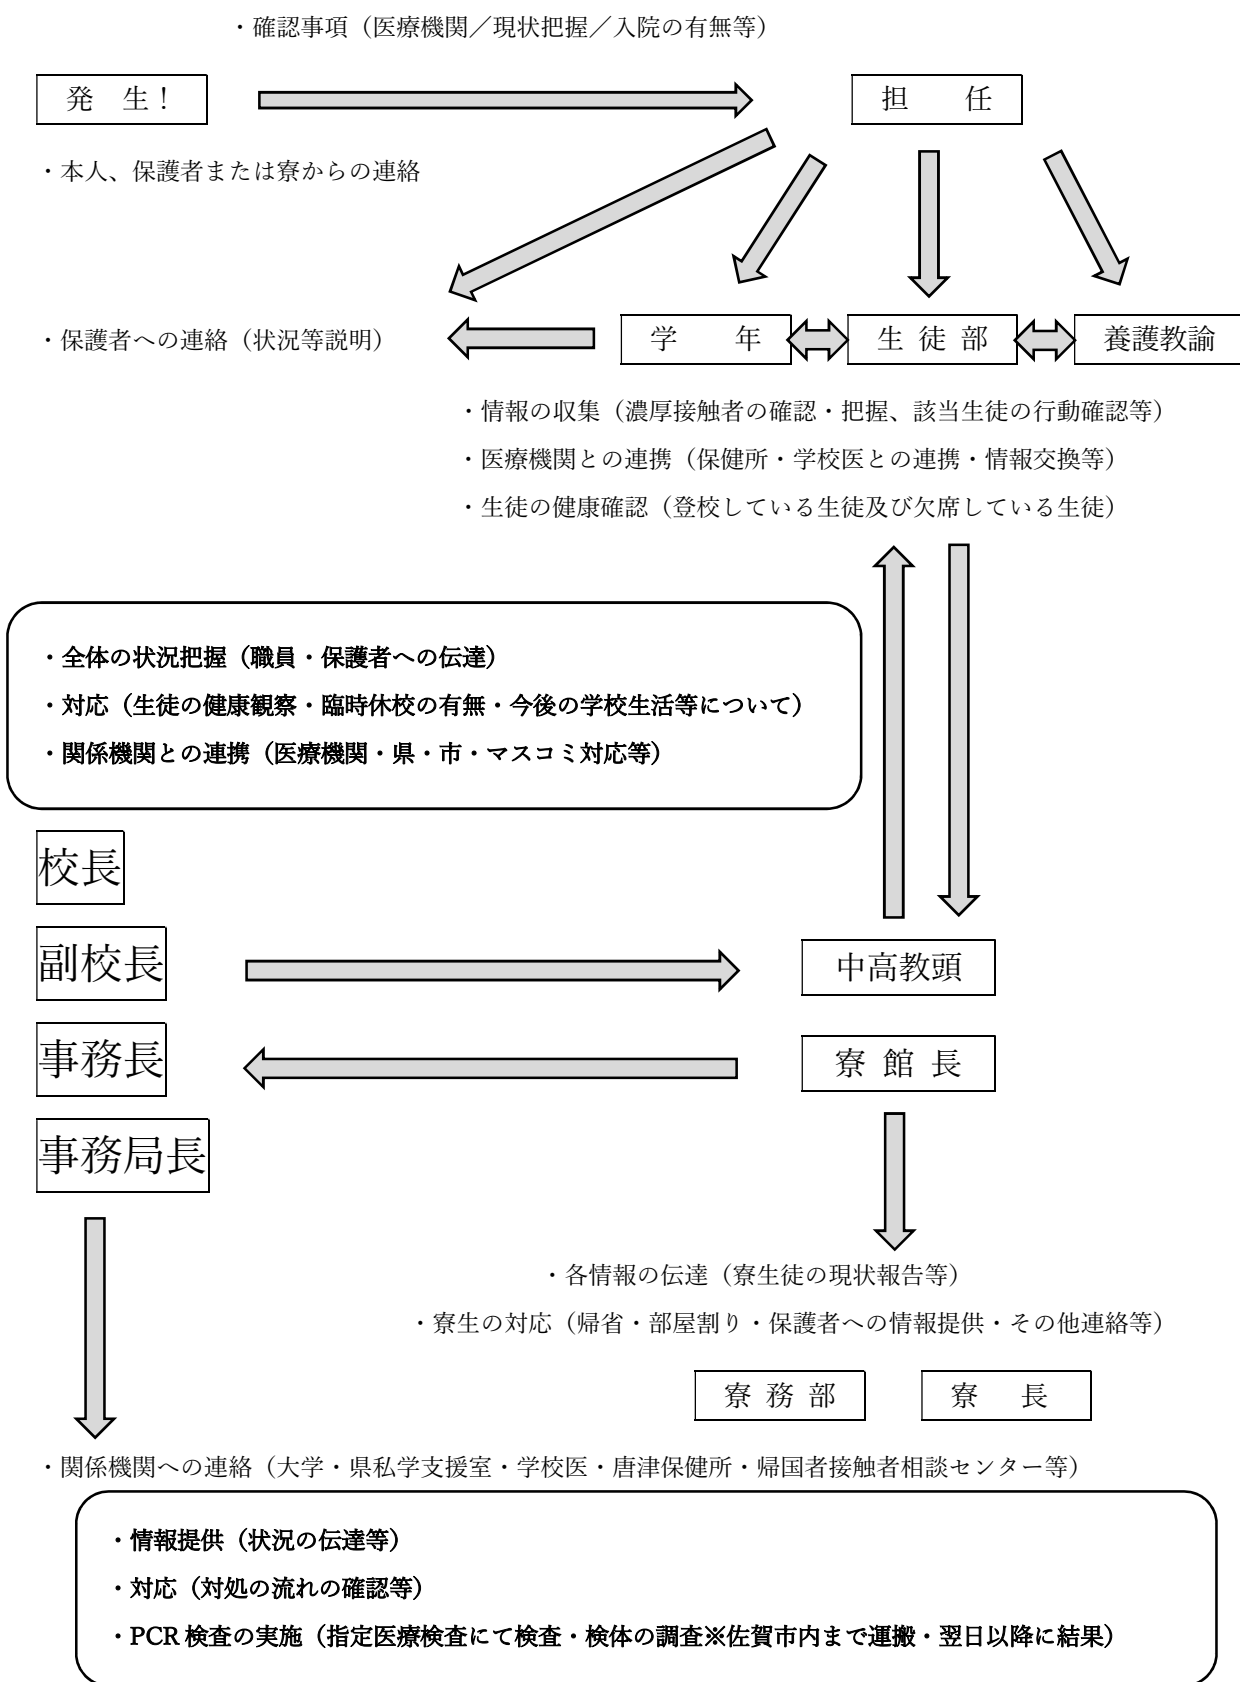 ・確認事項（医療機関／現状把握／入院の有無等）
発　生！
担　　任
・本人、保護者または寮からの連絡
・保護者への連絡（状況等説明）
学　　年
生 徒 部
養護教諭
・情報の収集（濃厚接触者の確認・把握、該当生徒の行動確認等）
・医療機関との連携（保健所・学校医との連携・情報交換等）
・生徒の健康確認（登校している生徒及び欠席している生徒）
・全体の状況把握（職員・保護者への伝達）
・対応（生徒の健康観察・臨時休校の有無・今後の学校生活等について）
・関係機関との連携（医療機関・県・市・マスコミ対応等）
校長
副校長
中高教頭
事務長
寮 館 長
事務局長
・各情報の伝達（寮生徒の現状報告等）
・寮生の対応（帰省・部屋割り・保護者への情報提供・その他連絡等）
寮 務 部
寮　　長
・関係機関への連絡（大学・県私学支援室・学校医・唐津保健所・帰国者接触者相談センター等）
・情報提供（状況の伝達等）
・対応（対処の流れの確認等）
・PCR 検査の実施（指定医療検査にて検査・検体の調査※佐賀市内まで運搬・翌日以降に結果）